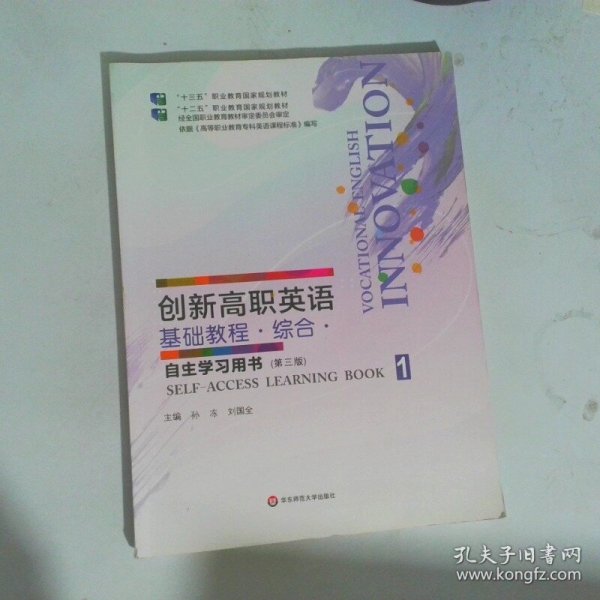 "十三五"职业教育国家规划教材
"十二五"职业教育国家规划教材
经全国职业教育教材审定委员会审定
依据《高等职业教育专科英语课程标准》编写
VOCATIONAL ENGLISH
INNOVATION
创新高职英语
基础教程·综合·
自主学习用书(第三版)
SELF-ACCESS LEARNING BOOK 1
主编 孙冻 刘国全
华东师范大学出版社
孔夫子旧书网
www.kongfz.com